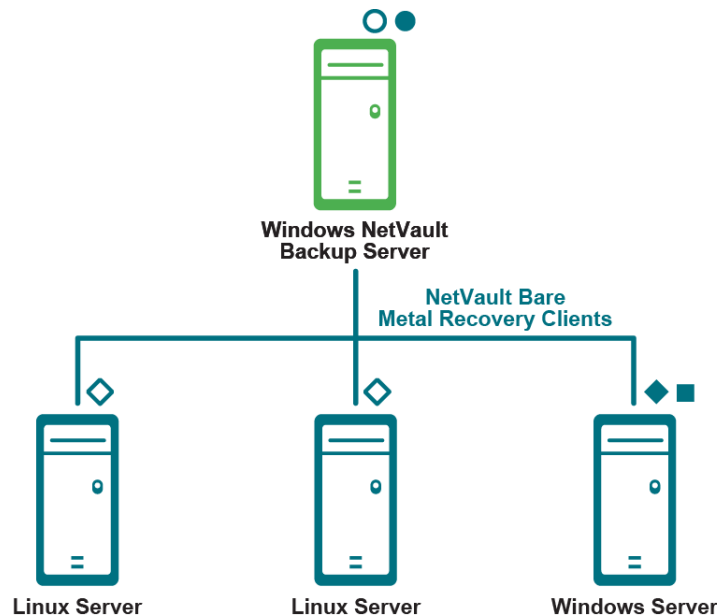 Windows NetVault
Backup Server
NetVault Bare
Metal Recovery Clients
Linux Server
Linux Server
Windows Server